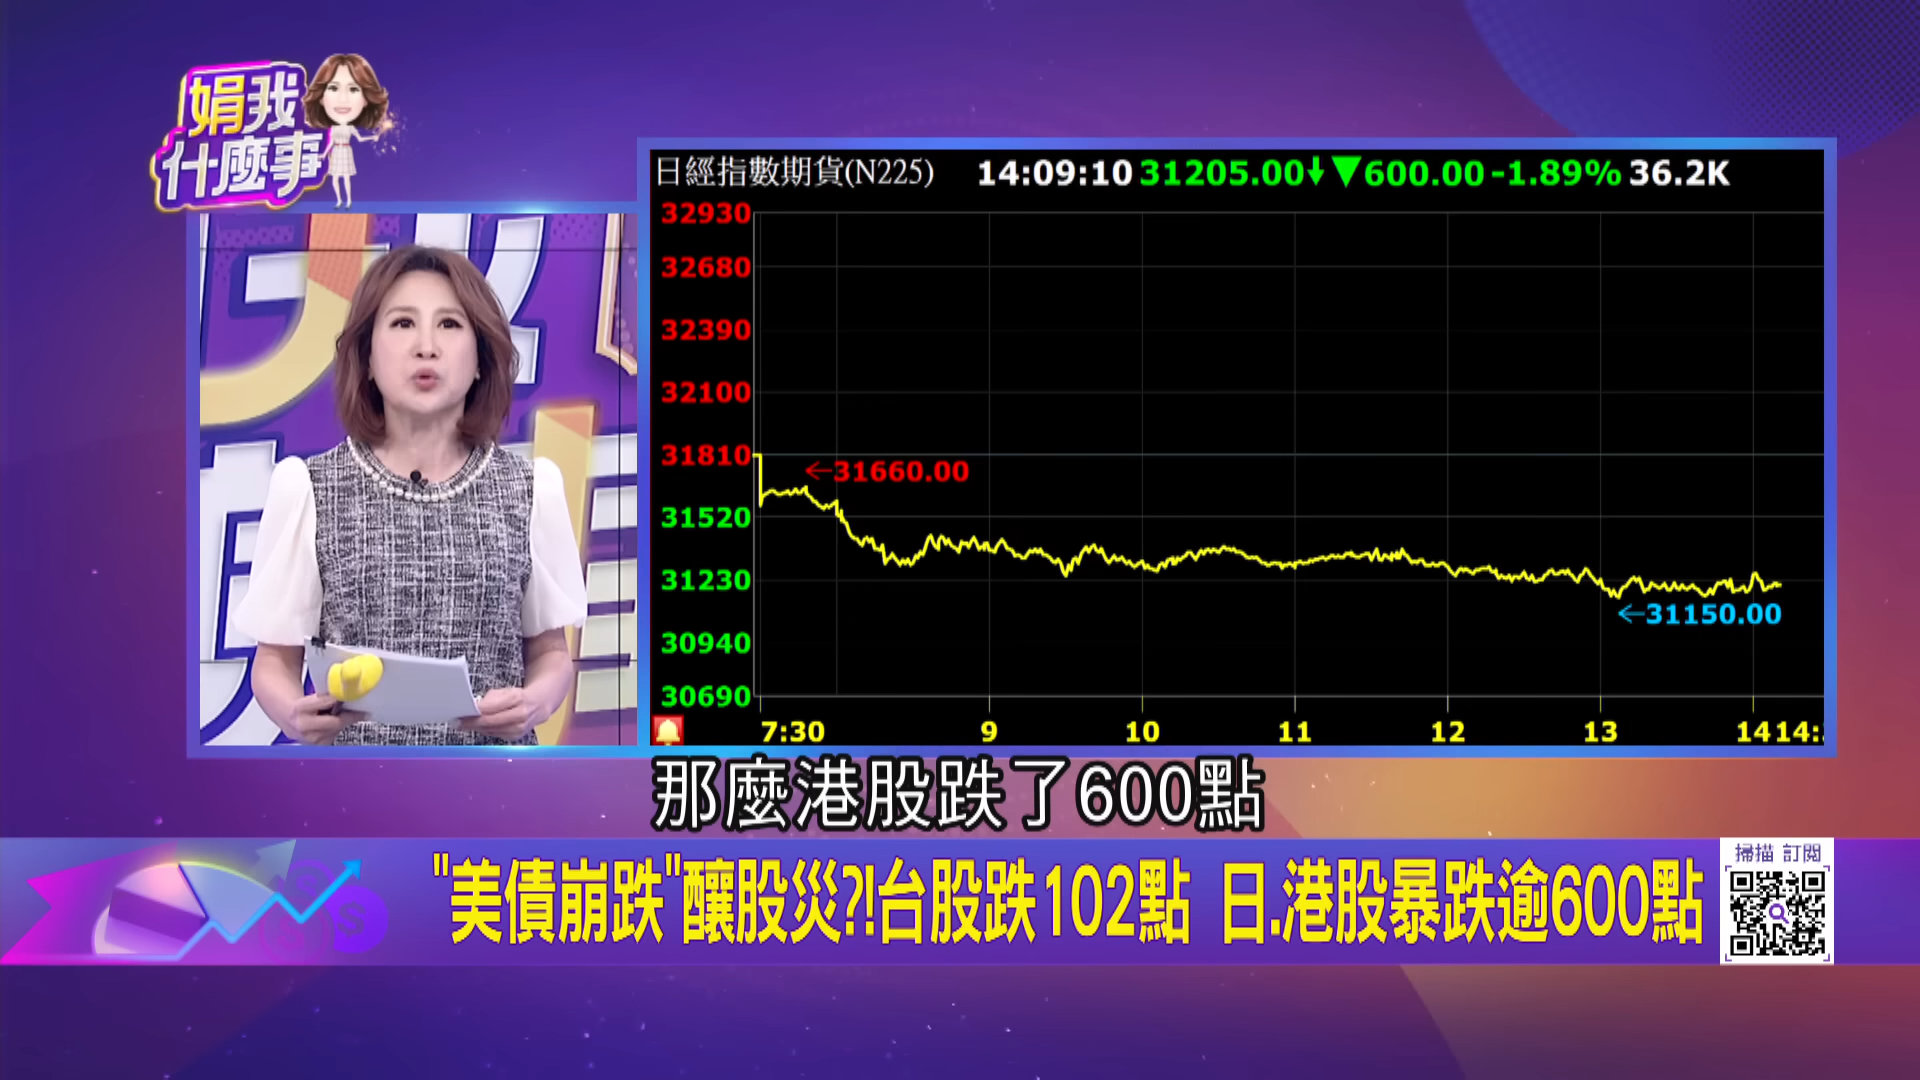 娟我
什麼事
日經指數期貨(N225) 14:09:10 31205.00↓ ▼600.00 -1.89% 36.2K
32930
32680
32390
32100
31810
←31660.00
31520
31230
←31150.00
30940
30690
7:30 9 10 11 12 13 14 14:
那麼港股跌了600點
"美債崩跌"釀股災?!台股跌102點 日.港股暴跌逾600點
掃描 訂閱